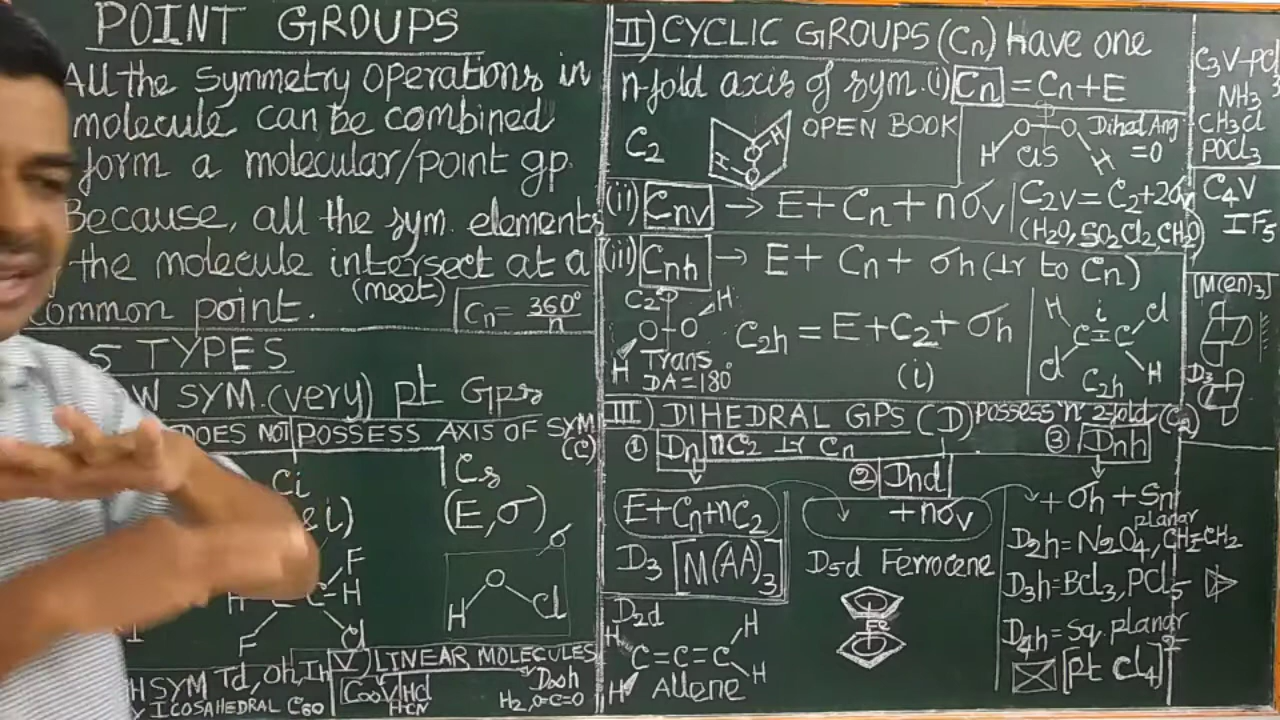 POINT GROUPS
All the symmetry operations in
molecule can be combined
form a molecular/point gp.
Because, all the sym. elements
the molecule intersect at a
(meet)
common point.
Cn = 360°/n
5 TYPES
W SYM. (very) pt Gps
DOES NOT POSSESS AXIS OF SYM
(C)
Ci
& i)
F
H C C H
F Cl
Cs
(E, σ)
σ
O
H Cl
H SYM Td, Oh, Ih
ICOSAHEDRAL C60
V LINEAR MOLECULES
C∞V HCl
HCN
D∞h
H2, O=C=O
II) CYCLIC GROUPS (Cn) Have one
n-fold axis of sym. (i) Cn = Cn + E
C2
H O O H
OPEN BOOK
O O
H Cis H
Dihed Ang
= 0
(ii) Cnv → E + Cn + nσv
C2v = C2 + 2σv
(H2O, SO2Cl2, CH2O)
(iii) Cnh → E + Cn + σh (⊥r to Cn)
C2
H
O-O
H Trans
DA = 180°
C2h = E + C2 + σh
(i)
H i Cl
C=C
Cl H
C2h
III) DIHEDRAL GPS (D) possess 'n' 2-fold (C2)
① Dn nC2 ⊥r Cn
② Dnd
③ Dnh
E + Cn + nC2
D3 M(AA)3
D2d
H H
C=C=C
H H
Allene
+ nσv
D5d Ferrocene
Fe
+ σh + Sn
planar
D2h = N2O4, CH2=CH2
D3h = BCl3, PCl5
D4h = Sq. planar
[pt Cl4]2-
C3V - PCl3
NH3
CH3Cl
POCl3
C4V
IF5
[M(en)3]
D3